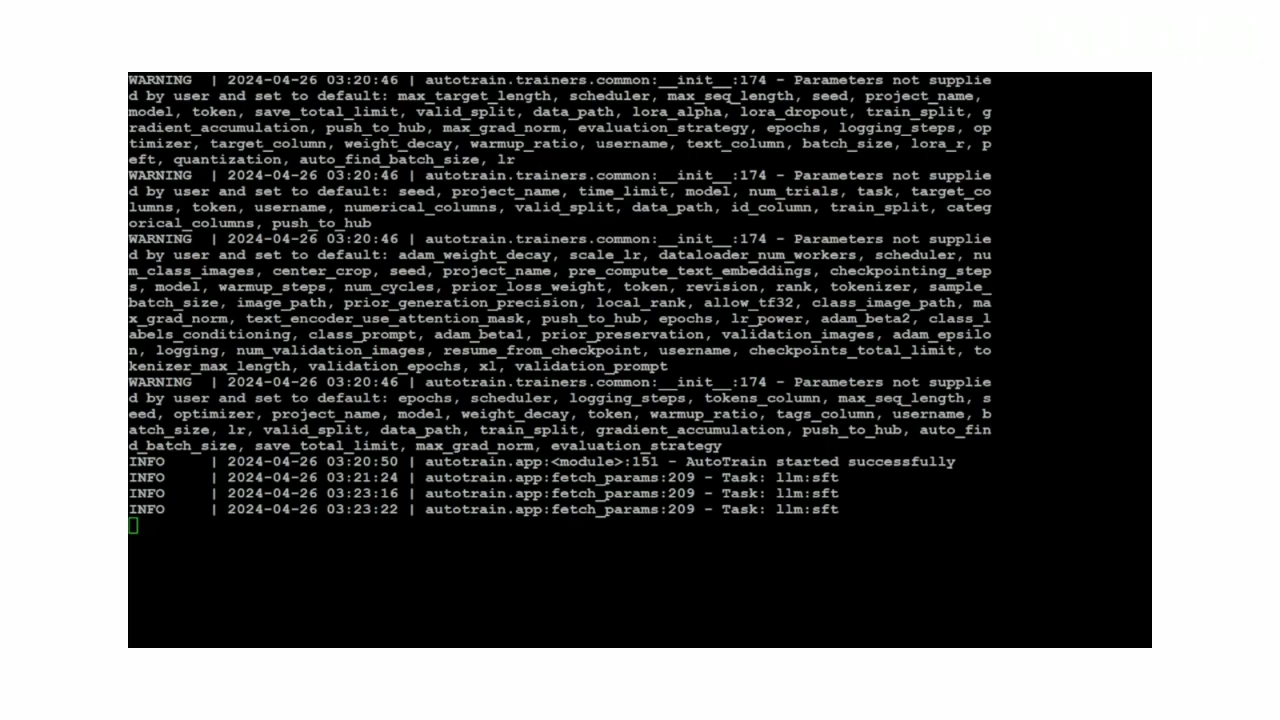 WARNING  | 2024-04-26 03:20:46 | autotrain.trainers.common:__init__:174 - Parameters not supplie
d by user and set to default: max_target_length, scheduler, max_seq_length, seed, project_name,
model, token, save_total_limit, valid_split, data_path, lora_alpha, lora_dropout, train_split, g
radient_accumulation, push_to_hub, max_grad_norm, evaluation_strategy, epochs, logging_steps, op
timizer, target_column, weight_decay, warmup_ratio, username, text_column, batch_size, lora_r, p
eft, quantization, auto_find_batch_size, lr
WARNING  | 2024-04-26 03:20:46 | autotrain.trainers.common:__init__:174 - Parameters not supplie
d by user and set to default: seed, project_name, time_limit, model, num_trials, task, target_co
lumns, token, username, numerical_columns, valid_split, data_path, id_column, train_split, categ
orical_columns, push_to_hub
WARNING  | 2024-04-26 03:20:46 | autotrain.trainers.common:__init__:174 - Parameters not supplie
d by user and set to default: adam_weight_decay, scale_lr, dataloader_num_workers, scheduler, nu
m_class_images, center_crop, seed, project_name, pre_compute_text_embeddings, checkpointing_step
s, model, warmup_steps, num_cycles, prior_loss_weight, token, revision, rank, tokenizer, sample_
batch_size, image_path, prior_generation_precision, local_rank, allow_tf32, class_image_path, ma
x_grad_norm, text_encoder_use_attention_mask, push_to_hub, epochs, lr_power, adam_beta2, class_l
abels_conditioning, class_prompt, adam_beta1, prior_preservation, validation_images, adam_epsilo
n, logging, num_validation_images, resume_from_checkpoint, username, checkpoints_total_limit, to
kenizer_max_length, validation_epochs, xl, validation_prompt
WARNING  | 2024-04-26 03:20:46 | autotrain.trainers.common:__init__:174 - Parameters not supplie
d by user and set to default: epochs, scheduler, logging_steps, tokens_column, max_seq_length, s
eed, optimizer, project_name, model, weight_decay, token, warmup_ratio, tags_column, username, b
atch_size, lr, valid_split, data_path, train_split, gradient_accumulation, push_to_hub, auto_fin
d_batch_size, save_total_limit, max_grad_norm, evaluation_strategy
INFO     | 2024-04-26 03:20:50 | autotrain.app:<module>:151 - AutoTrain started successfully
INFO     | 2024-04-26 03:21:24 | autotrain.app:fetch_params:209 - Task: llm:sft
INFO     | 2024-04-26 03:23:16 | autotrain.app:fetch_params:209 - Task: llm:sft
INFO     | 2024-04-26 03:23:22 | autotrain.app:fetch_params:209 - Task: llm:sft